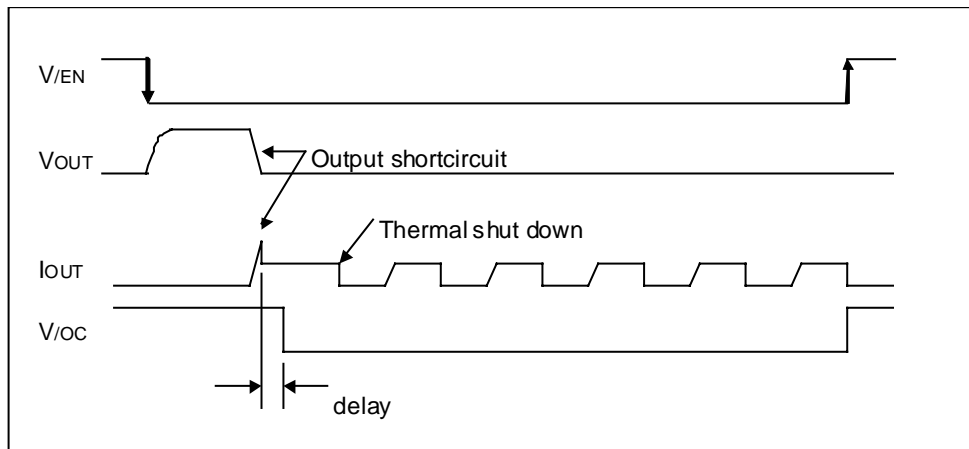 V/EN
VOUT
Output shortcircuit
Thermal shut down
IOUT
V/OC
delay